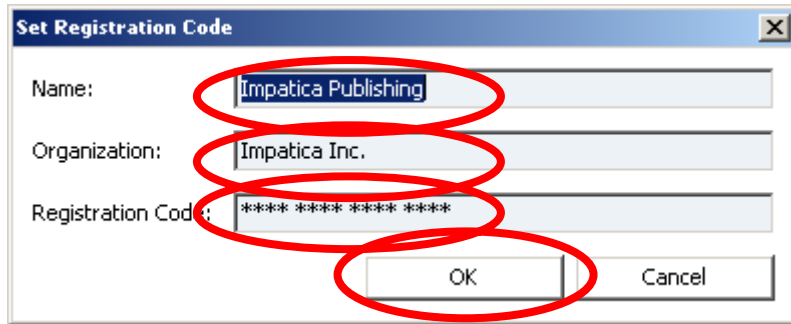 Set Registration Code
Name: Impatica Publishing
Organization: Impatica Inc.
Registration Code: **** **** **** ****
OK Cancel